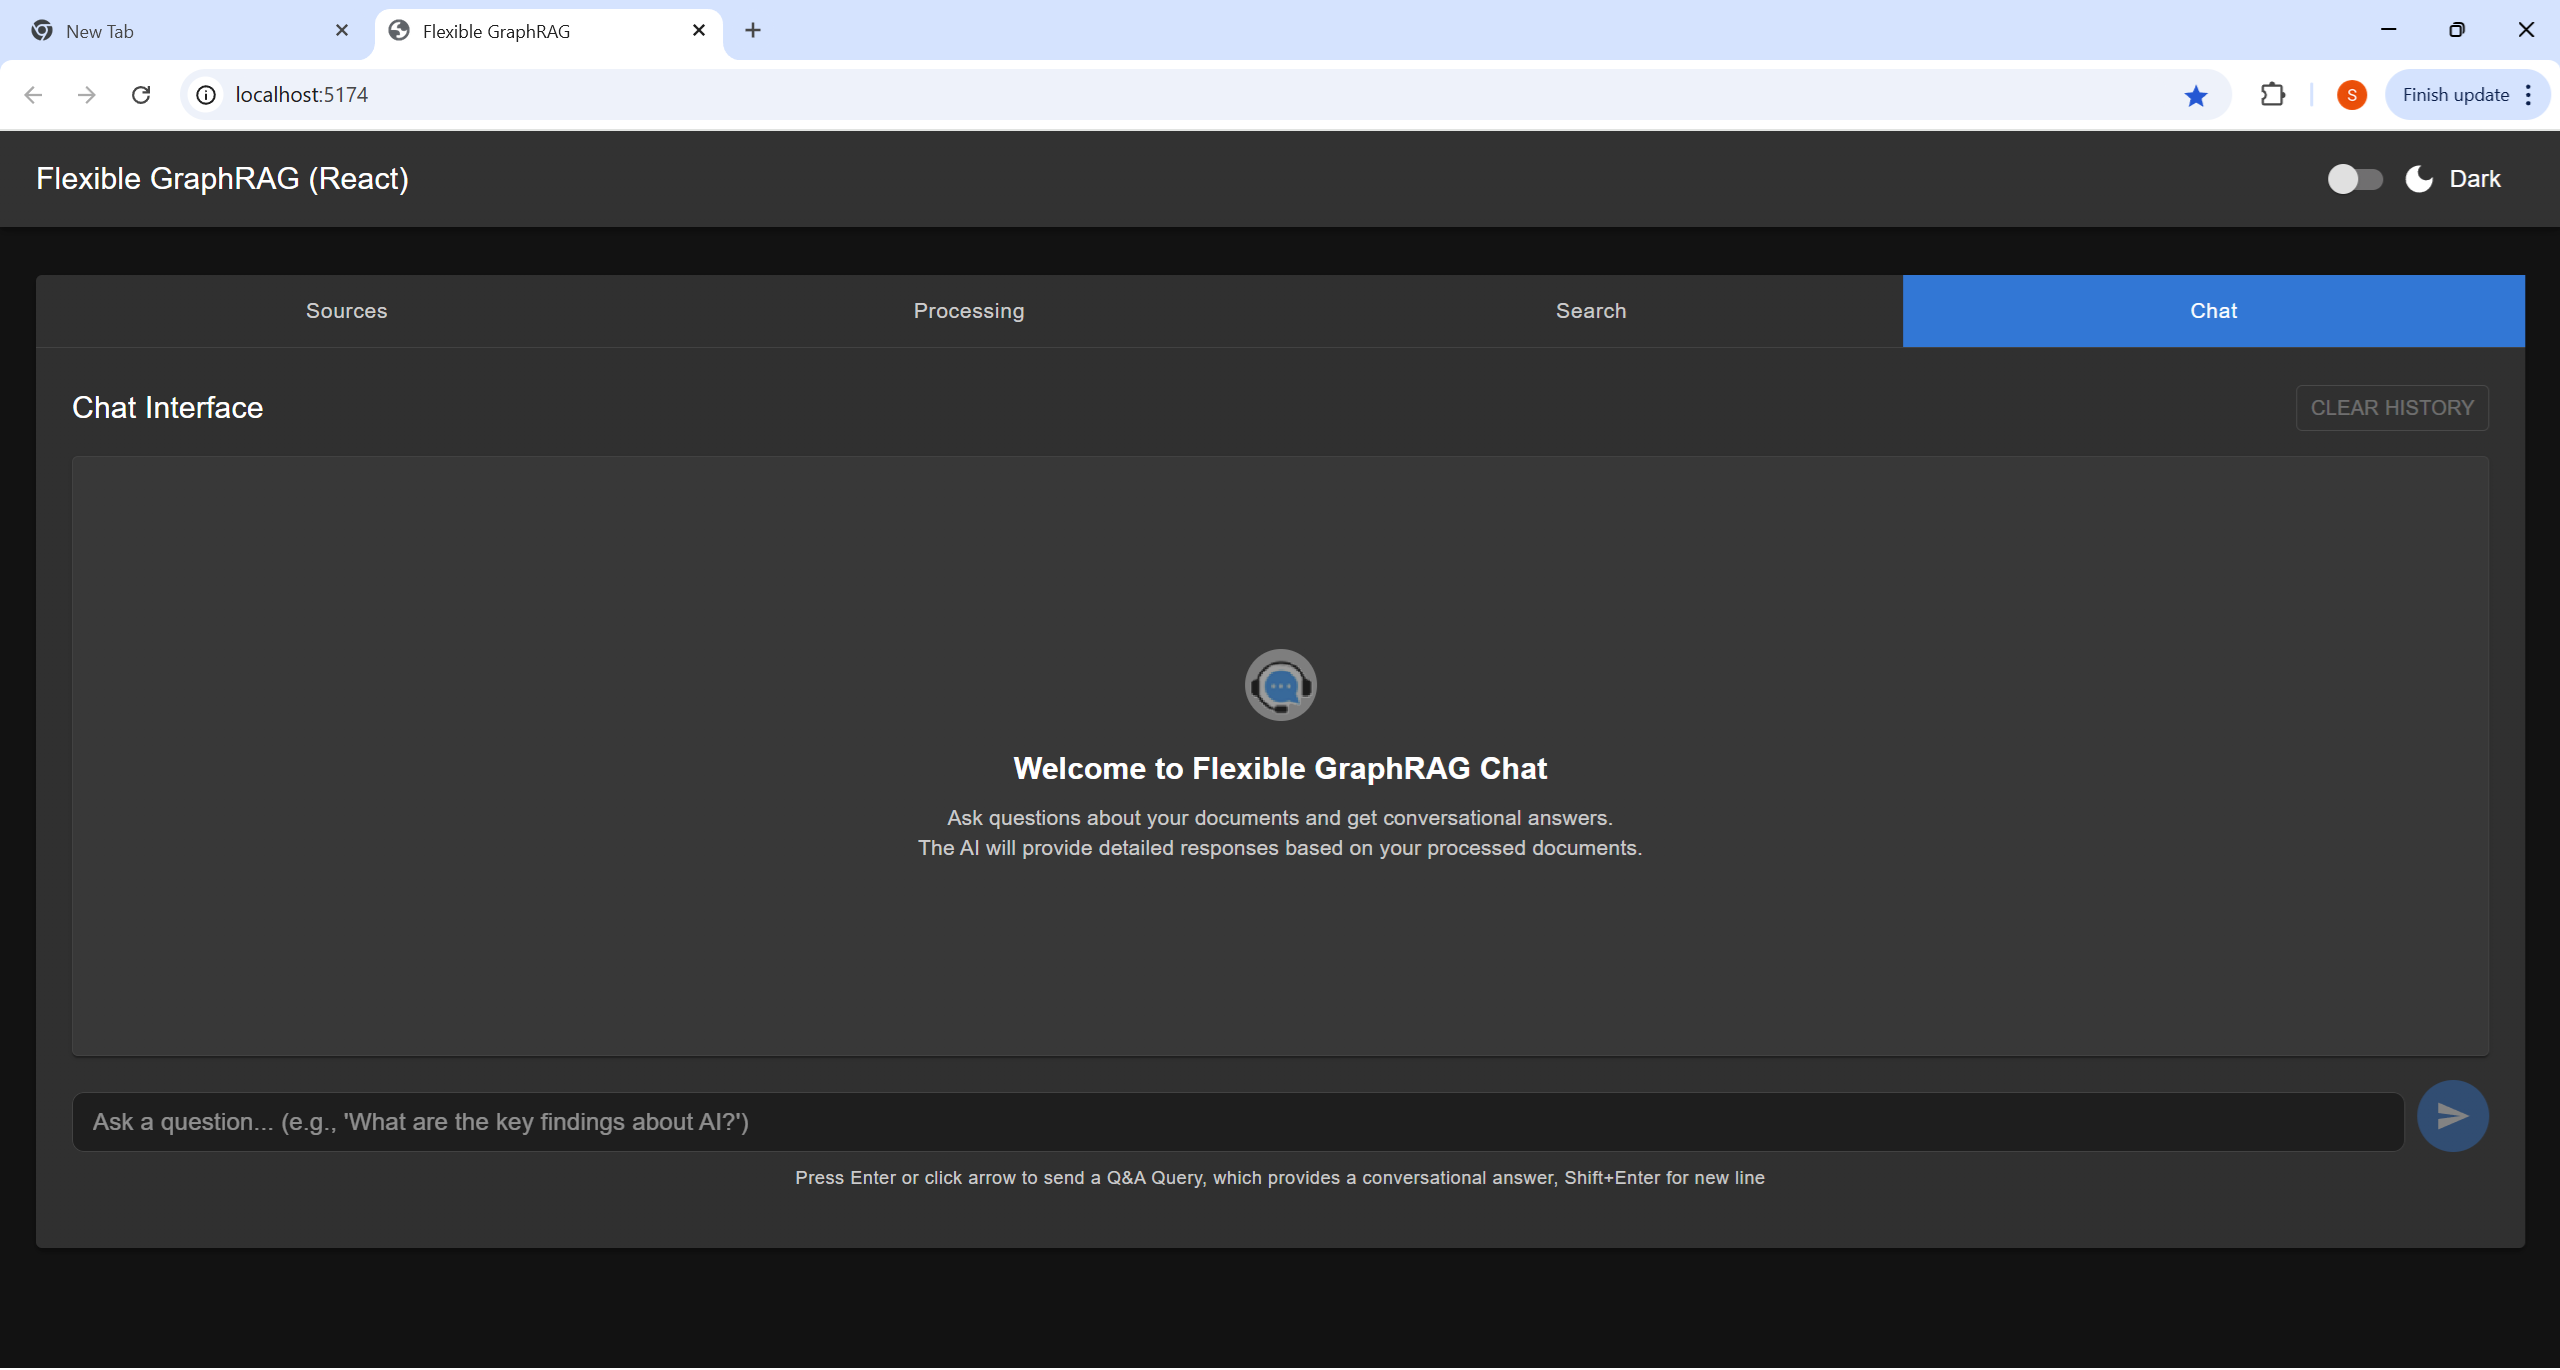 New Tab
Flexible GraphRAG
localhost:5174
S
Finish update
Flexible GraphRAG (React)
Dark
Sources
Processing
Search
Chat
Chat Interface
CLEAR HISTORY
Welcome to Flexible GraphRAG Chat
Ask questions about your documents and get conversational answers.
The AI will provide detailed responses based on your processed documents.
Ask a question... (e.g., 'What are the key findings about AI?')
Press Enter or click arrow to send a Q&A Query, which provides a conversational answer, Shift+Enter for new line